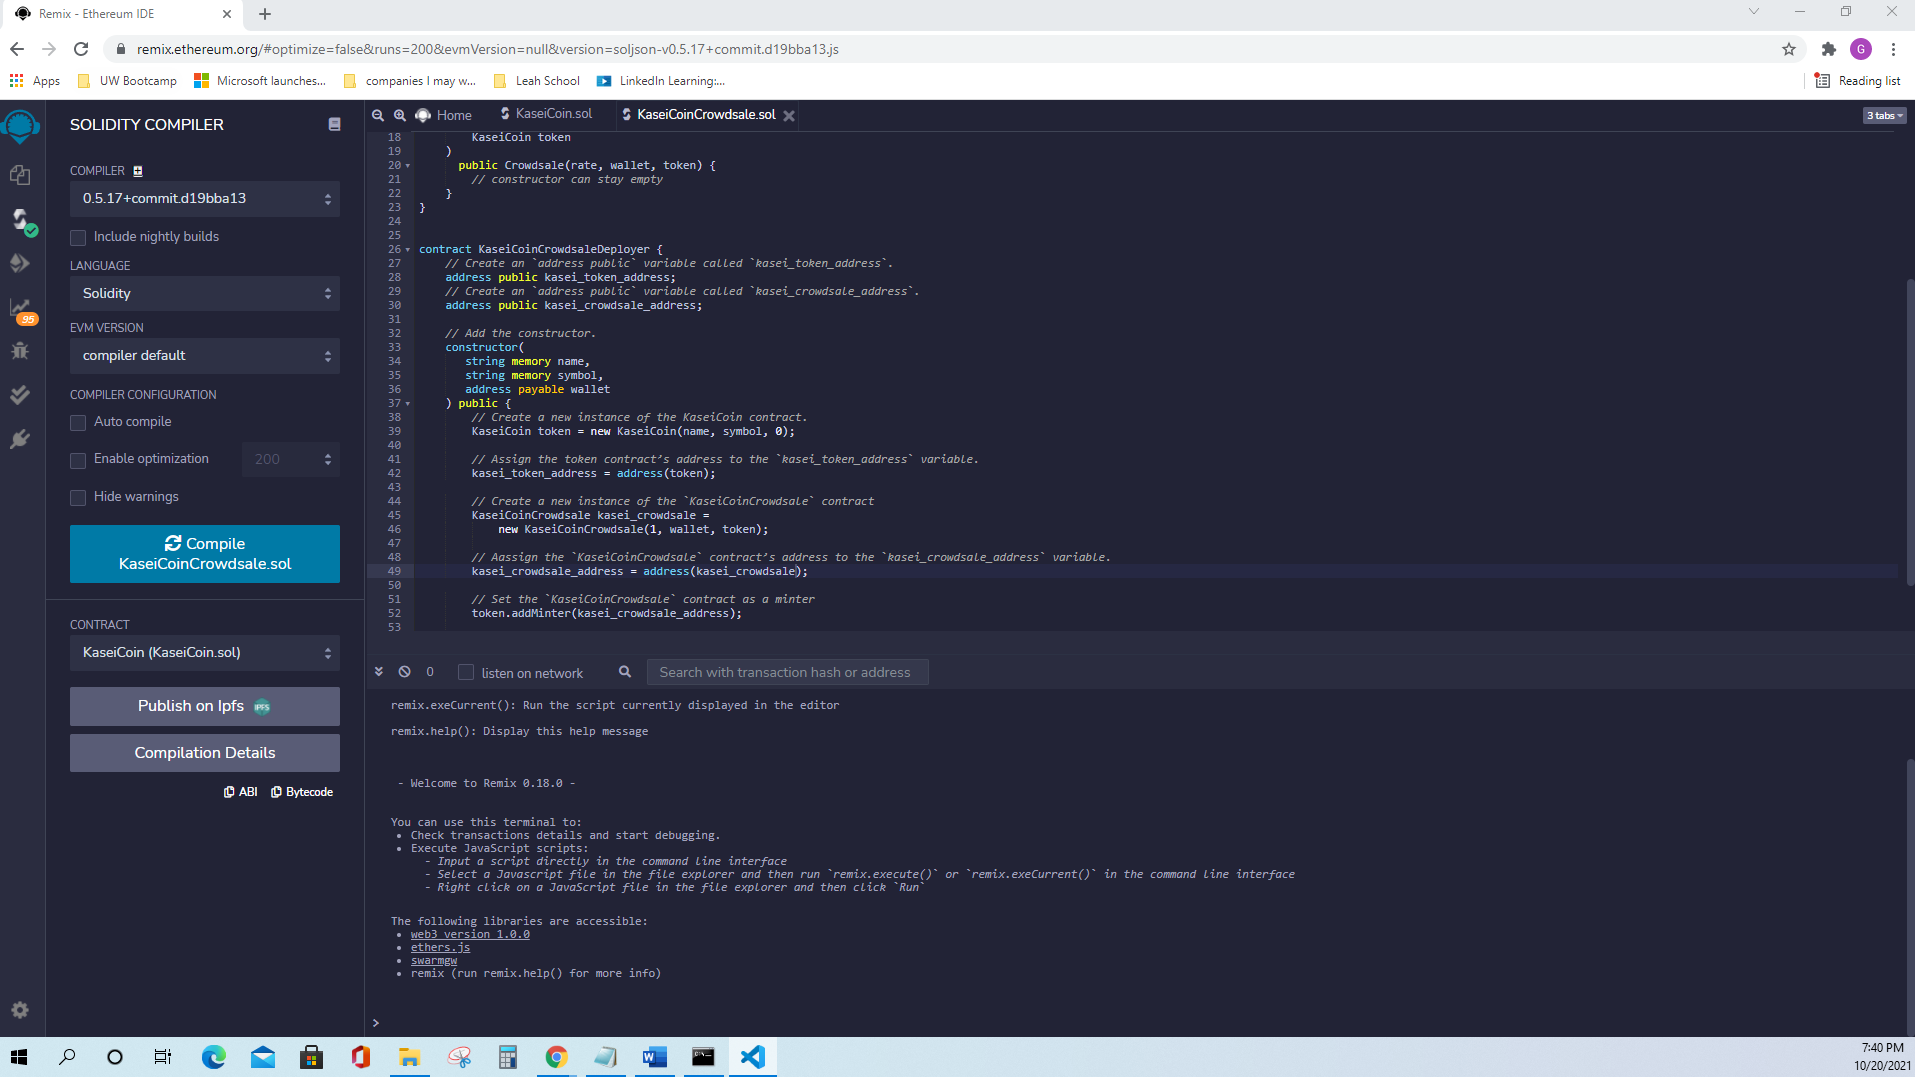 Remix - Ethereum IDE
remix.ethereum.org/#optimize=false&runs=200&evmVersion=null&version=soljson-v0.5.17+commit.d19bba13.js
G
Apps
UW Bootcamp
Microsoft launches...
companies I may w...
Leah School
LinkedIn Learning:...
Reading list
SOLIDITY COMPILER
COMPILER
0.5.17+commit.d19bba13
Include nightly builds
LANGUAGE
Solidity
EVM VERSION
compiler default
COMPILER CONFIGURATION
Auto compile
Enable optimization
200
Hide warnings
Compile
KaseiCoinCrowdsale.sol
CONTRACT
KaseiCoin (KaseiCoin.sol)
Publish on Ipfs
IPFS
Compilation Details
ABI
Bytecode
95
Home
KaseiCoin.sol
KaseiCoinCrowdsale.sol
3 tabs
18 KaseiCoin token
19 )
20 public Crowdsale(rate, wallet, token) {
21 // constructor can stay empty
22 }
23 }
24
25
26 contract KaseiCoinCrowdsaleDeployer {
27 // Create an `address public` variable called `kasei_token_address`.
28 address public kasei_token_address;
29 // Create an `address public` variable called `kasei_crowdsale_address`.
30 address public kasei_crowdsale_address;
31
32 // Add the constructor.
33 constructor(
34 string memory name,
35 string memory symbol,
36 address payable wallet
37 ) public {
38 // Create a new instance of the KaseiCoin contract.
39 KaseiCoin token = new KaseiCoin(name, symbol, 0);
40
41 // Assign the token contract’s address to the `kasei_token_address` variable.
42 kasei_token_address = address(token);
43
44 // Create a new instance of the `KaseiCoinCrowdsale` contract
45 KaseiCoinCrowdsale kasei_crowdsale =
46 new KaseiCoinCrowdsale(1, wallet, token);
47
48 // Aassign the `KaseiCoinCrowdsale` contract’s address to the `kasei_crowdsale_address` variable.
49 kasei_crowdsale_address = address(kasei_crowdsale);
50
51 // Set the `KaseiCoinCrowdsale` contract as a minter
52 token.addMinter(kasei_crowdsale_address);
53
0
listen on network
Search with transaction hash or address
remix.exeCurrent(): Run the script currently displayed in the editor
remix.help(): Display this help message
- Welcome to Remix 0.18.0 -
You can use this terminal to:
• Check transactions details and start debugging.
• Execute JavaScript scripts:
- Input a script directly in the command line interface
- Select a Javascript file in the file explorer and then run `remix.execute()` or `remix.exeCurrent()` in the command line interface
- Right click on a JavaScript file in the file explorer and then click `Run`
The following libraries are accessible:
• web3 version 1.0.0
• ethers.js
• swarmgw
• remix (run remix.help() for more info)
>
7:40 PM
10/20/2021